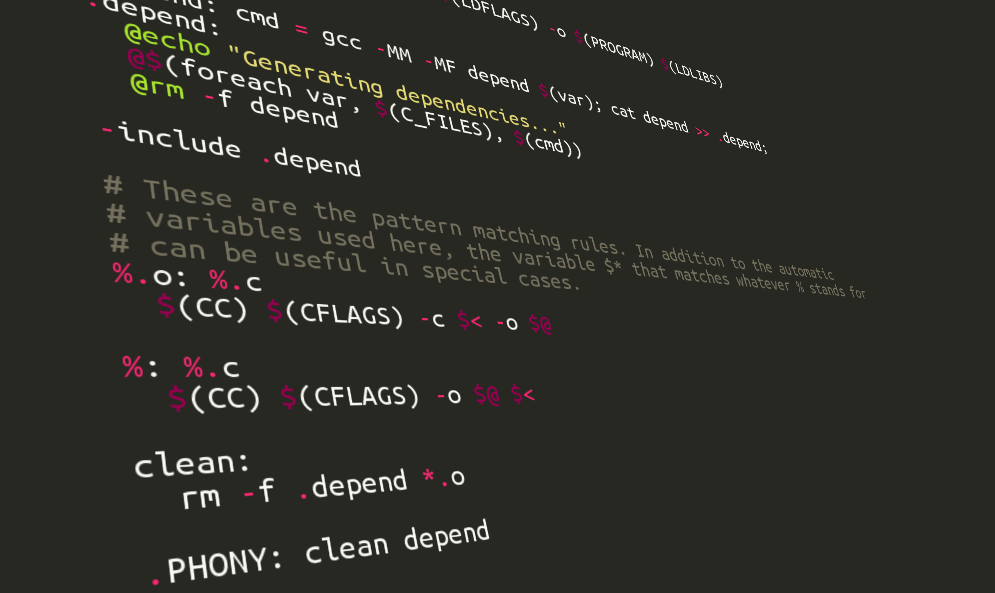 (LDFLAGS) -o $(PROGRAM) $(LDLIBS)
cmd = gcc -MM -MF depend $(var); cat depend >> .depend;
.depend:
@echo "Generating dependencies..."
@$(foreach var, $(C_FILES), $(cmd))
@rm -f depend
-include .depend
# These are the pattern matching rules. In addition to the automatic
# variables used here, the variable $* that matches whatever % stands for
# can be useful in special cases.
%.o: %.c
$(CC) $(CFLAGS) -c $< -o $@
%: %.c
$(CC) $(CFLAGS) -o $@ $<
clean:
rm -f .depend *.o
.PHONY: clean depend